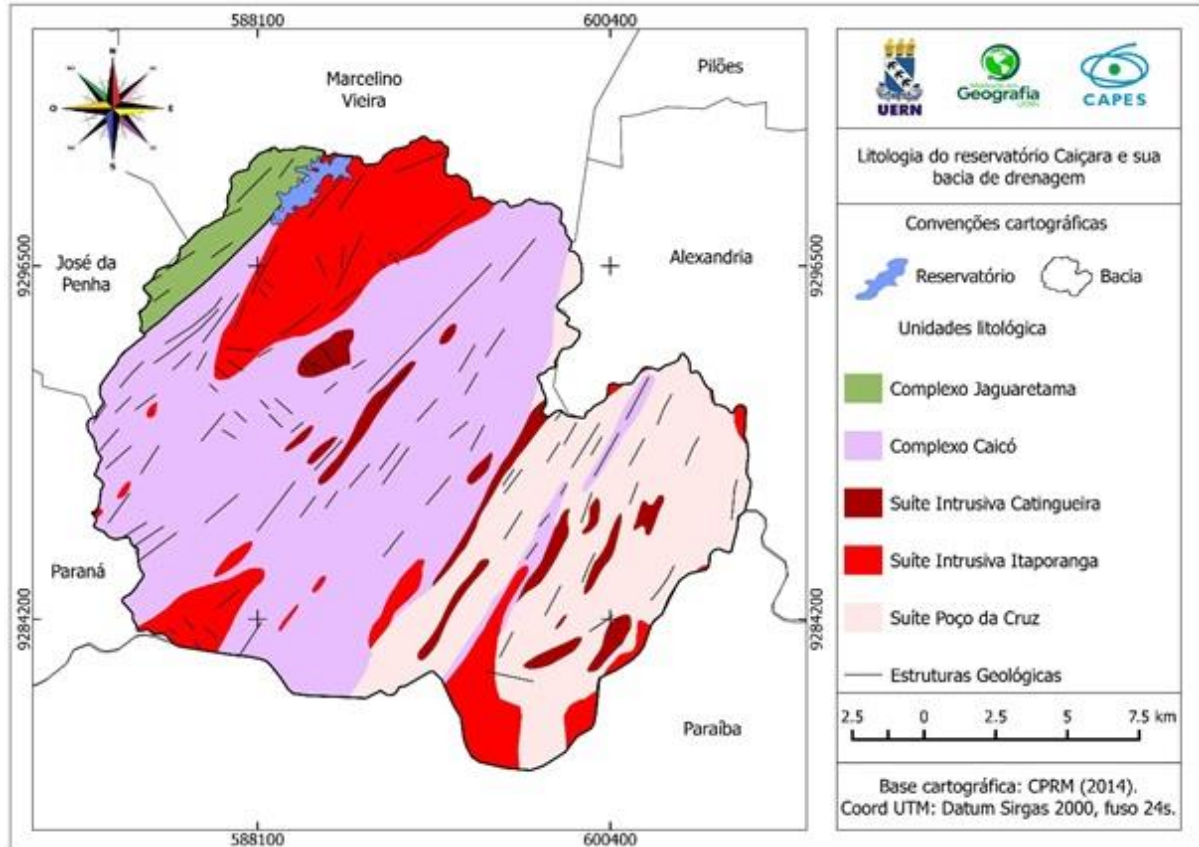 588100
600400
N
E
S
O
Marcelino
Vieira
Pilões
José da
Penha
Alexandria
Paraná
Paraíba
9296500
9296500
9284200
9284200
588100
600400
UERN
Geografia
CAPES
Litologia do reservatório Caiçara e sua
bacia de drenagem
Convenções cartográficas
Reservatório
Bacia
Unidades litológica
Complexo Jaguaretama
Complexo Caicó
Suíte Intrusiva Catingueira
Suíte Intrusiva Itaporanga
Suíte Poço da Cruz
Estruturas Geológicas
2.5 0 2.5 5 7.5 km
Base cartográfica: CPRM (2014).
Coord UTM: Datum Sirgas 2000, fuso 24s.